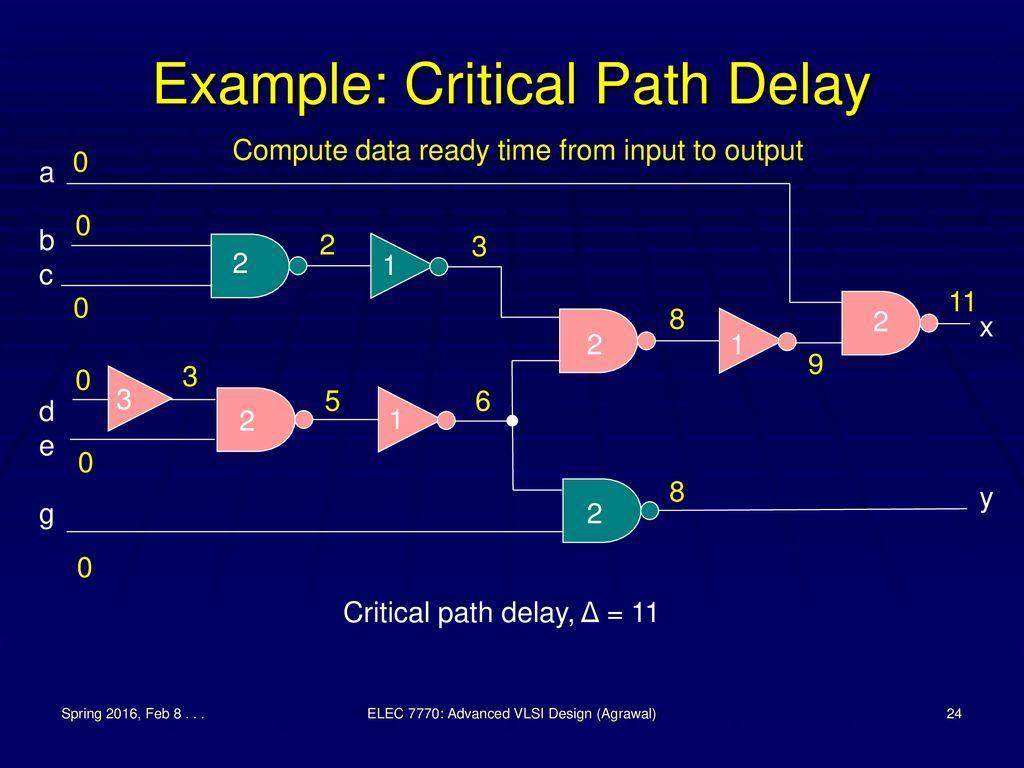 Example: Critical Path Delay
Compute data ready time from input to output
a 0
b 0
c
0
2
2
1
3
2
8
1
9
2
11
x
d 0
3
3
e
0
2
5
1
6
g
0
2
8
y
Critical path delay, Δ = 11
Spring 2016, Feb 8 . . .
ELEC 7770: Advanced VLSI Design (Agrawal)
24